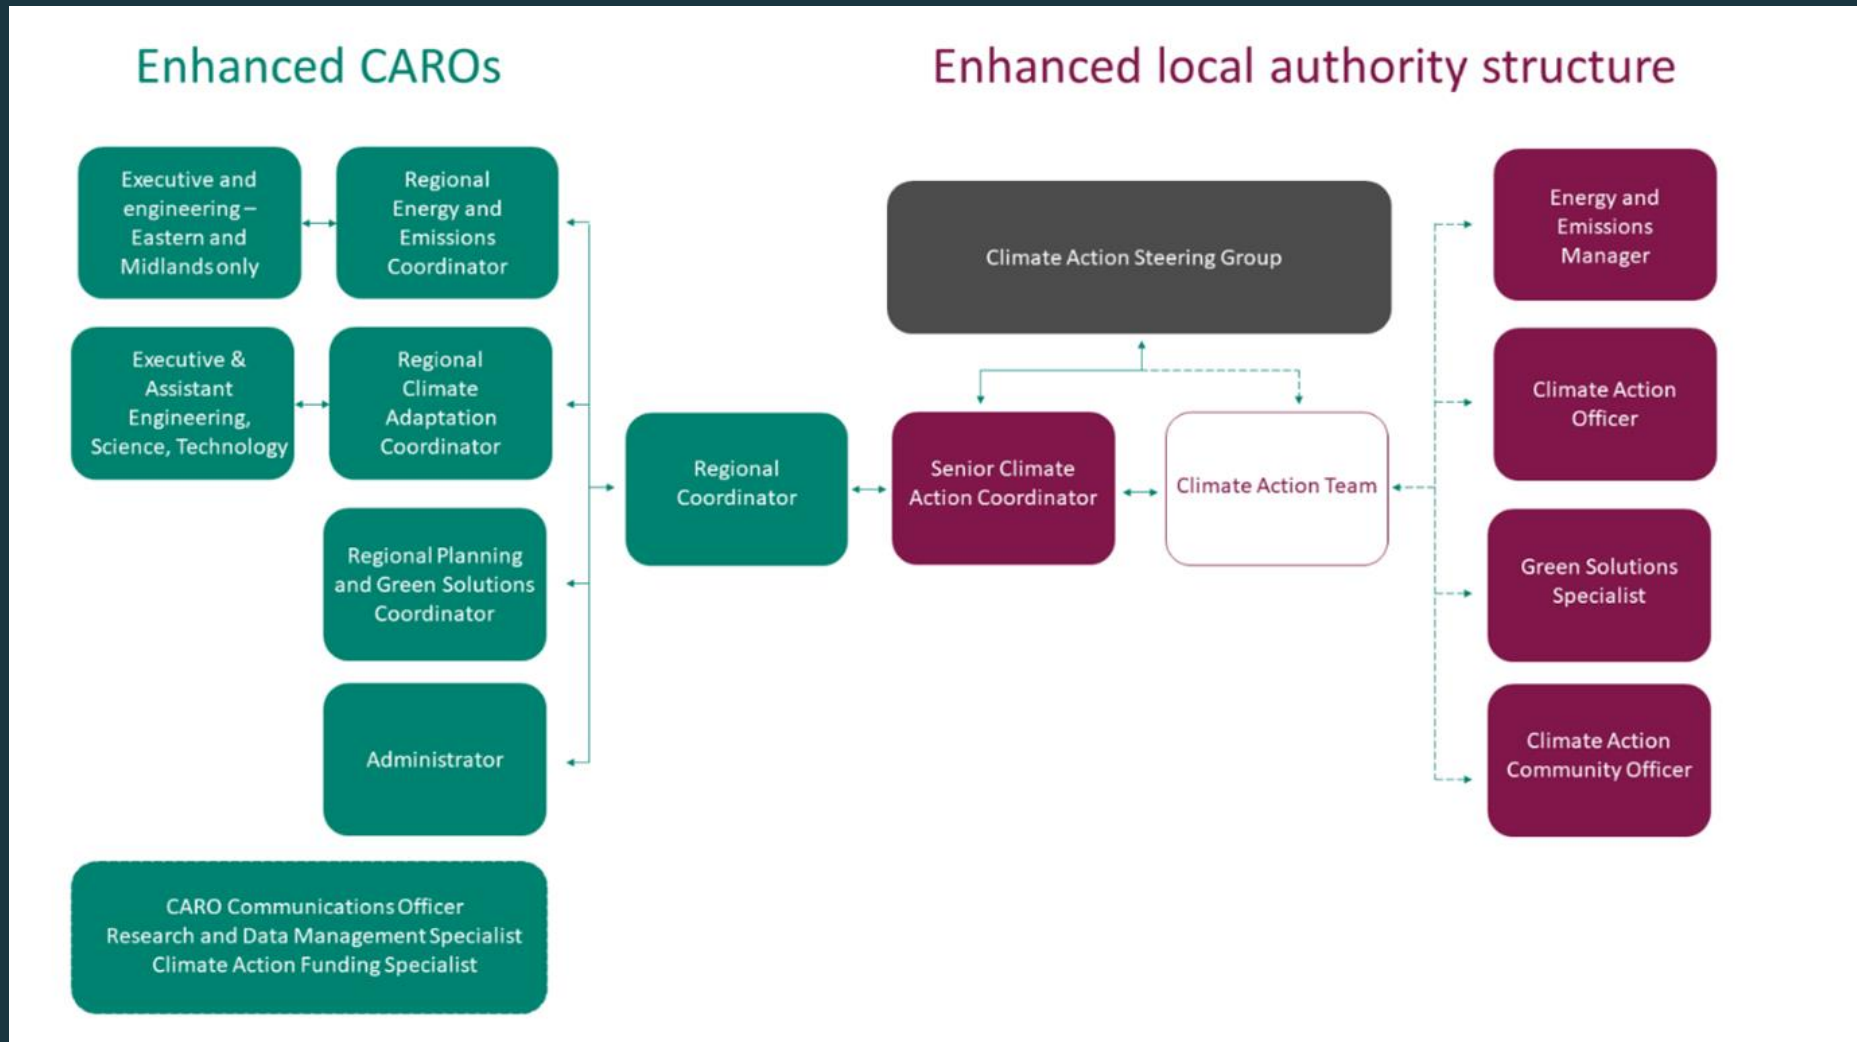 Enhanced CAROs
Enhanced local authority structure
Executive and
engineering –
Eastern and
Midlands only
Regional
Energy and
Emissions
Coordinator
Executive &
Assistant
Engineering,
Science, Technology
Regional
Climate
Adaptation
Coordinator
Regional Planning
and Green Solutions
Coordinator
Administrator
CARO Communications Officer
Research and Data Management Specialist
Climate Action Funding Specialist
Regional
Coordinator
Climate Action Steering Group
Senior Climate
Action Coordinator
Climate Action Team
Energy and
Emissions
Manager
Climate Action
Officer
Green Solutions
Specialist
Climate Action
Community Officer